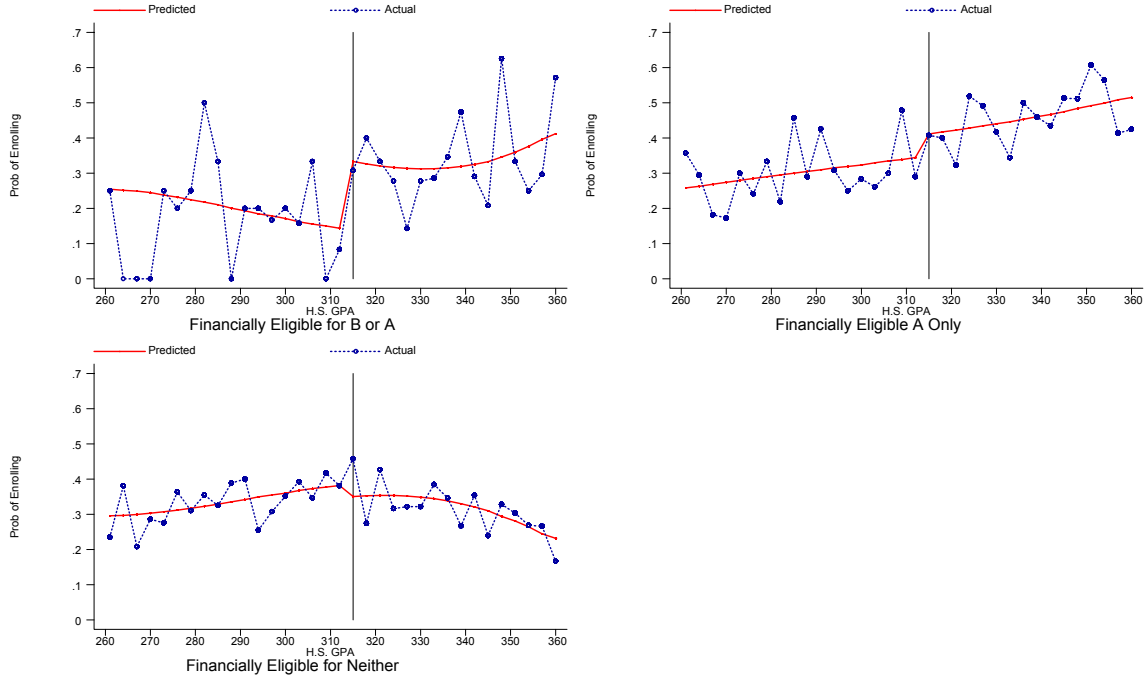 Predicted Actual
.7
.6
.5
.4
.3
.2
.1
0
Prob of Enrolling
260 270 280 290 300 310 320 330 340 350 360
H.S. GPA
Financially Eligible for B or A
Predicted Actual
.7
.6
.5
.4
.3
.2
.1
0
Prob of Enrolling
260 270 280 290 300 310 320 330 340 350 360
H.S. GPA
Financially Eligible A Only
Predicted Actual
.7
.6
.5
.4
.3
.2
.1
0
Prob of Enrolling
260 270 280 290 300 310 320 330 340 350 360
H.S. GPA
Financially Eligible for Neither